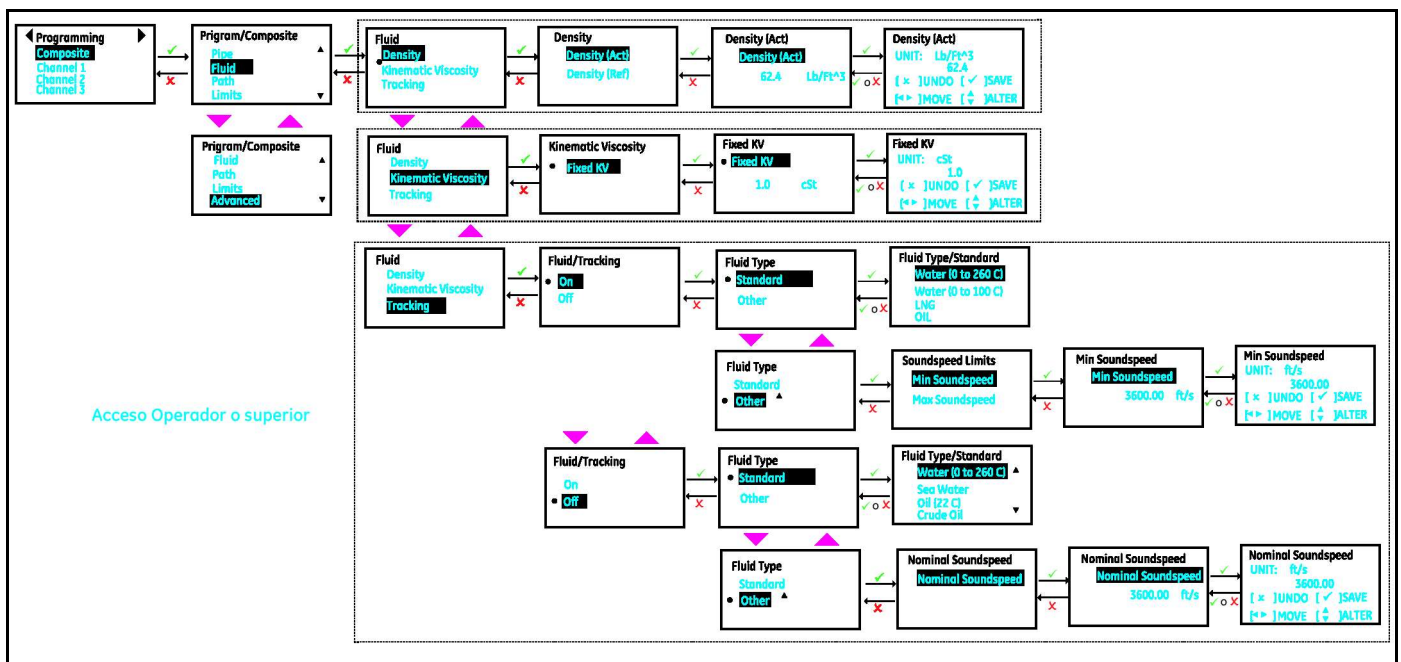 Programming
Composite
Channel 1
Channel 2
Channel 3
Prigram/Composite
Pipe
Fluid
Path
Limits
Fluid
Density
Kinematic Viscosity
Tracking
Density
Density (Act)
Density (Ref)
Density (Act)
Density (Act)
62.4 Lb/Ft^3
o
Density (Act)
UNIT: Lb/Ft^3
62.4
[ × ]UNDO [ ✓ ]SAVE
[◄ ► ]MOVE [ ▲▼ ]ALTER
Prigram/Composite
Fluid
Path
Limits
Advanced
Fluid
Density
Kinematic Viscosity
Tracking
Kinematic Viscosity
Fixed KV
Fixed KV
Fixed KV
1.0 cSt
o
Fixed KV
UNIT: cSt
1.0
[ × ]UNDO [ ✓ ]SAVE
[◄ ► ]MOVE [ ▲▼ ]ALTER
Fluid
Density
Kinematic Viscosity
Tracking
Fluid/Tracking
On
Off
Fluid Type
Standard
Other
o
Fluid Type/Standard
Water (0 to 260 C)
Water (0 to 100 C)
LNG
OIL
Fluid Type
Standard
Other
Soundspeed Limits
Min Soundspeed
Max Soundspeed
Min Soundspeed
Min Soundspeed
3600.00 ft/s
o
Min Soundspeed
UNIT: ft/s
3600.00
[ × ]UNDO [ ✓ ]SAVE
[◄ ► ]MOVE [ ▲▼ ]ALTER
Acceso Operador o superior
Fluid/Tracking
On
Off
Fluid Type
Standard
Other
o
Fluid Type/Standard
Water (0 to 260 C)
Sea Water
Oil (22 C)
Crude Oil
Fluid Type
Standard
Other
Nominal Soundspeed
Nominal Soundspeed
Nominal Soundspeed
Nominal Soundspeed
3600.00 ft/s
o
Nominal Soundspeed
UNIT: ft/s
3600.00
[ × ]UNDO [ ✓ ]SAVE
[◄ ► ]MOVE [ ▲▼ ]ALTER